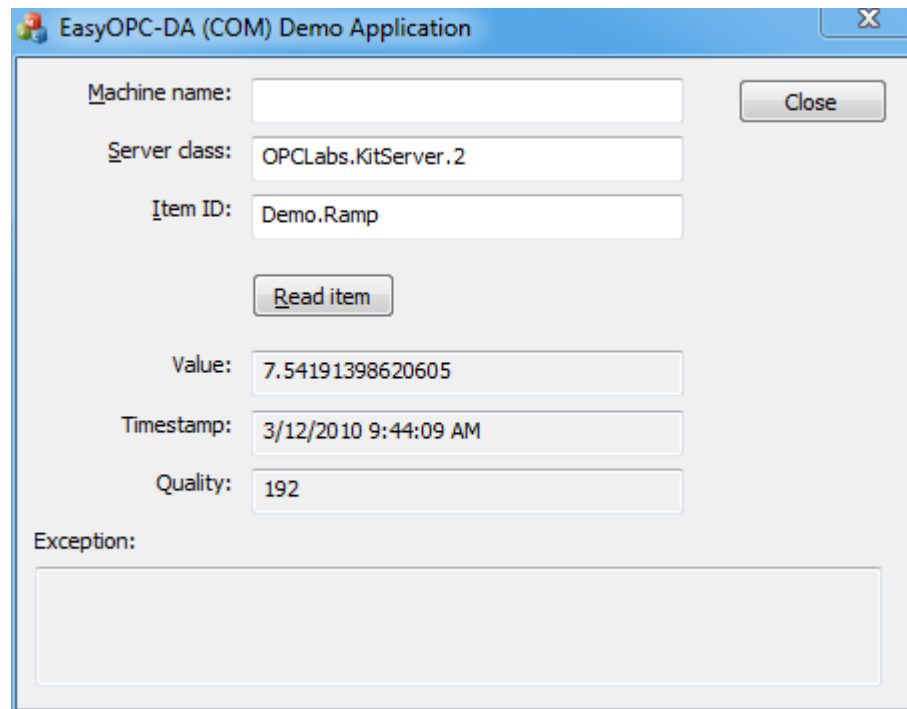 EasyOPC-DA (COM) Demo Application
Machine name:
Close
Server class: OPCLabs.KitServer.2
Item ID: Demo.Ramp
Read item
Value: 7.54191398620605
Timestamp: 3/12/2010 9:44:09 AM
Quality: 192
Exception: